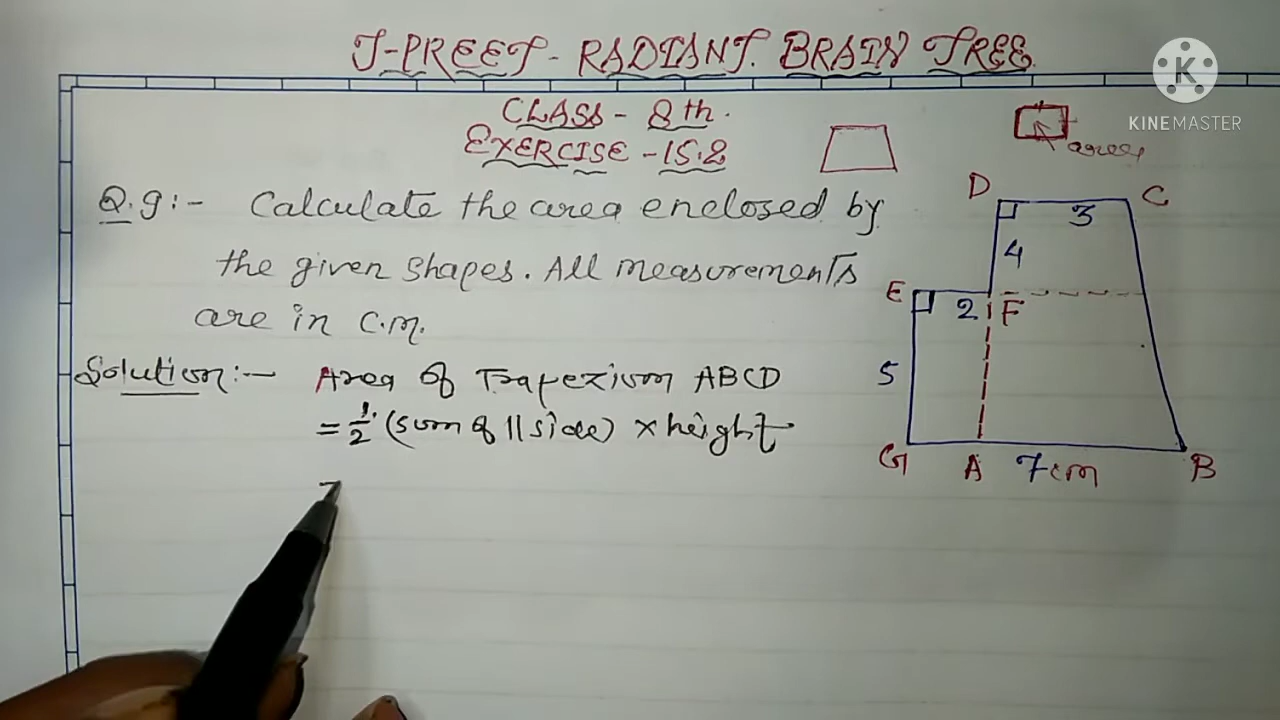 J-PREET-RADIANT. BRAIN TREE.
KINEMASTER
CLASS - 8th.
EXERCISE - 15.2
area
Q.9:- Calculate the area enclosed by
the given shapes. All measurements
are in c.m.
Solution:- Area of Trapezium ABCD
= 1/2 (sum of || side) × height
=
D 3 C
4
E 2 F
5
G A 7cm B